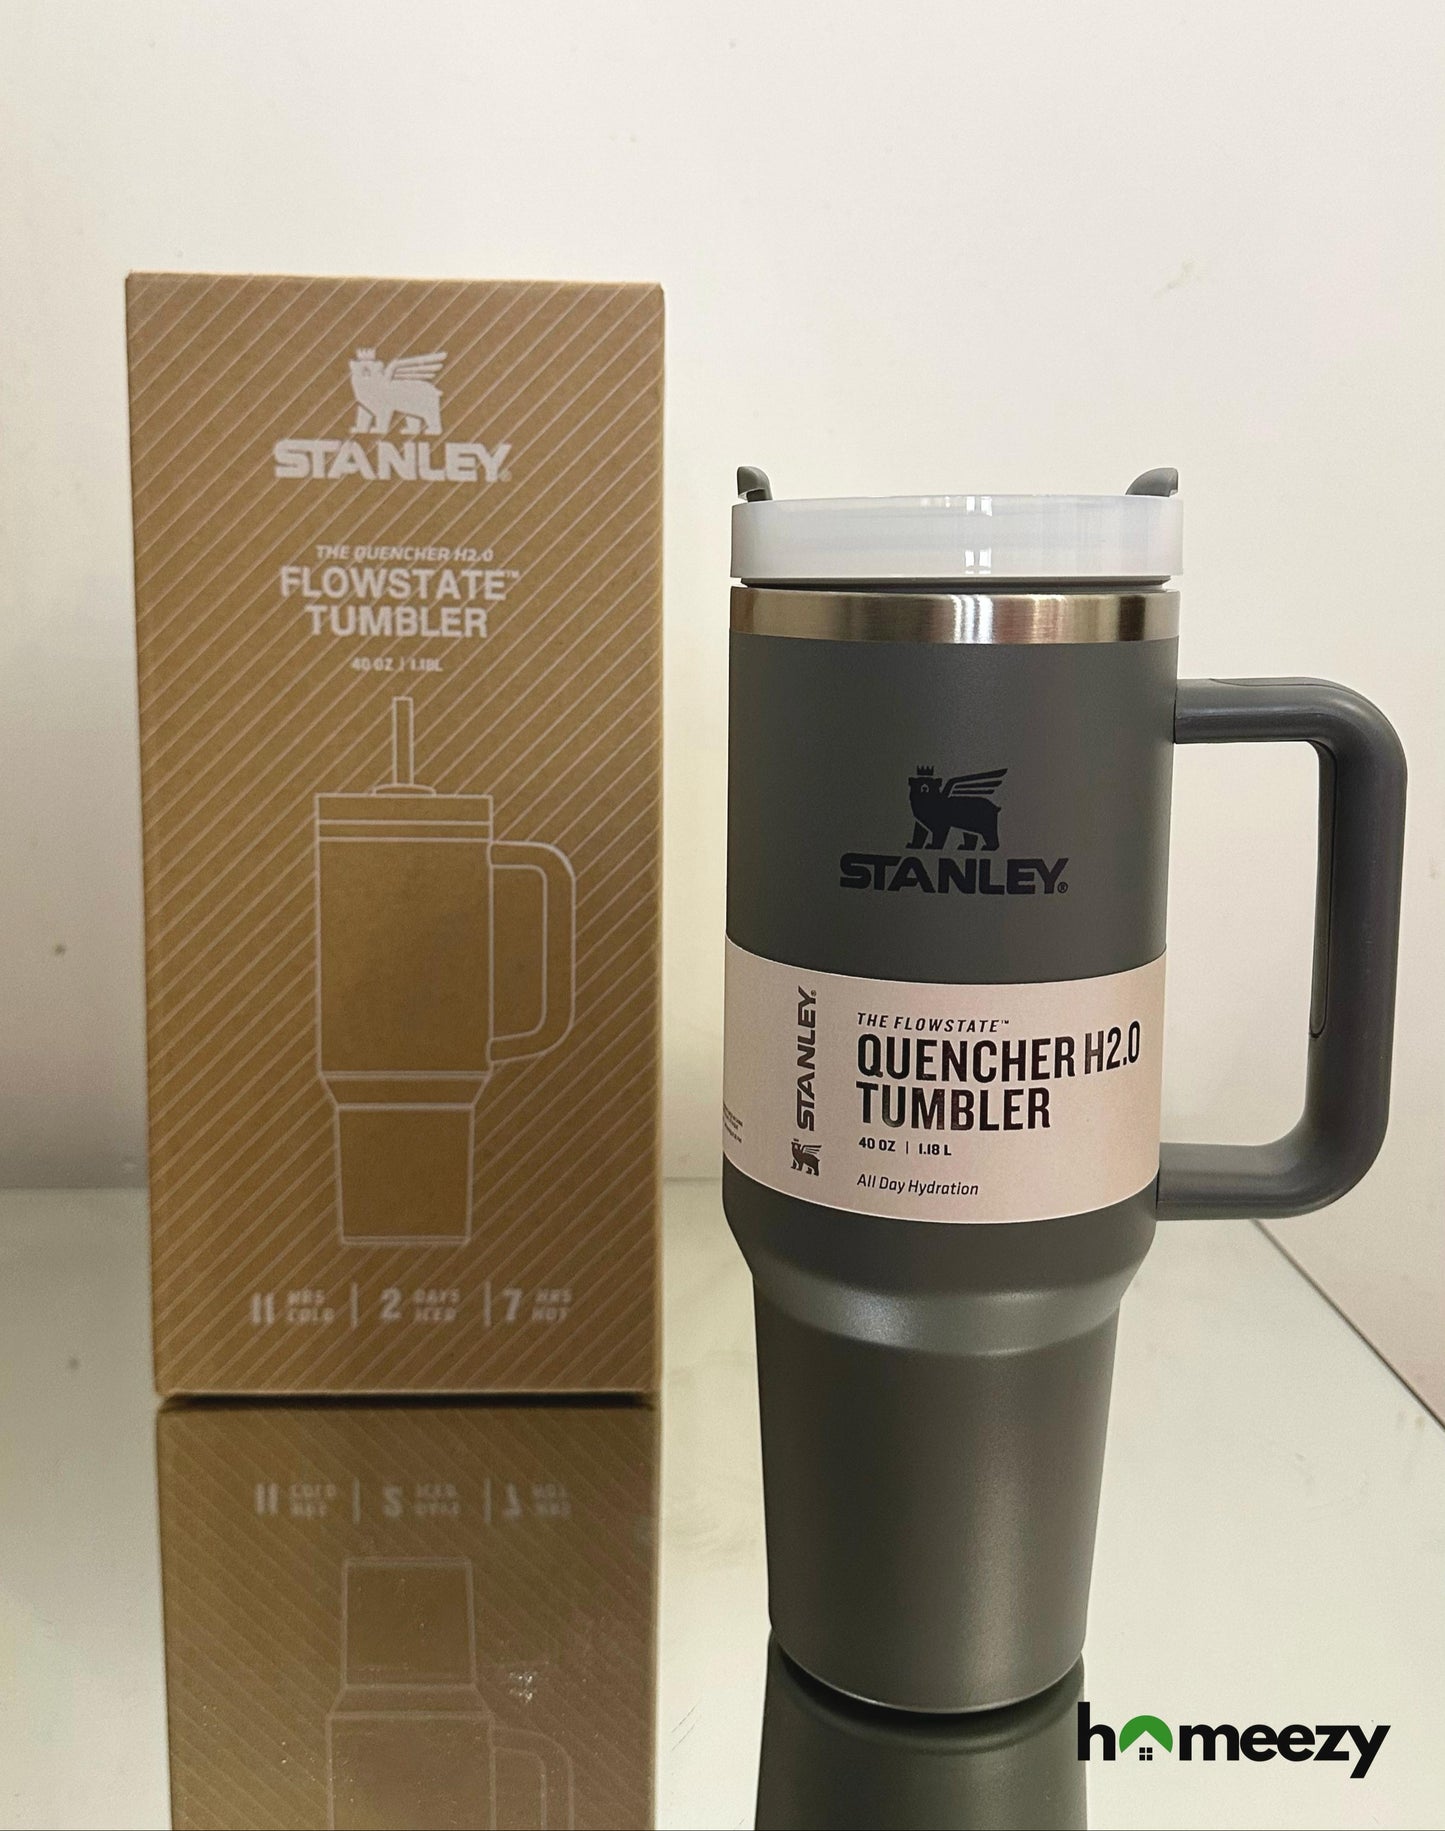 STANLEY®
THE QUENCHER H2.0
FLOWSTATE™
TUMBLER
40 OZ | 1.18L
11 HRS COLD | 2 DAYS ICED | 7 HRS HOT
STANLEY®
STANLEY®
THE FLOWSTATE™
QUENCHER H2.0
TUMBLER
40 OZ | 1.18 L
All Day Hydration
homeezy